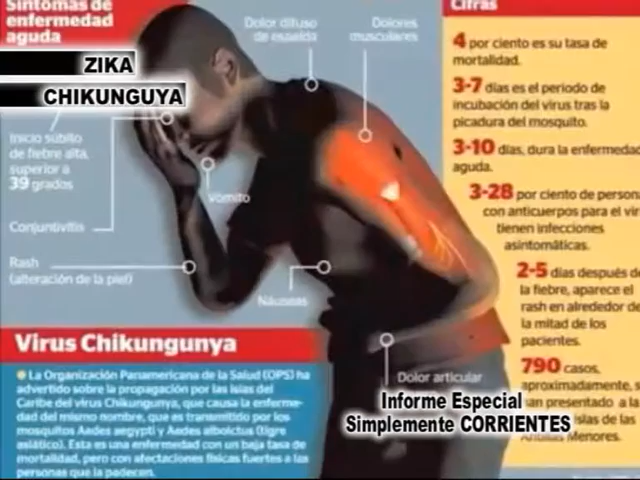 Síntomas de
enfermedad
aguda
ZIKA
CHIKUNGUYA
Dolor difuso
de espalda
Dolores
musculares
Inicio súbito
de fiebre alta,
superior a
39 grados
Vómito
Conjuntivitis
Rash
(alteración de la piel)
Náuseas
Dolor articular
Virus Chikungunya
La Organización Panamericana de la Salud (OPS) ha
advertido sobre la propagación por las islas del
Caribe del virus Chikungunya, que causa la enferme-
dad del mismo nombre, que es transmitido por los
mosquitos Aedes aegypti y Aedes alboictus (tigre
asiático). Esta es una enfermedad con un baja tasa de
mortalidad, pero con afectaciones físicas fuertes a las
personas que la padecen.
Cifras
4 por ciento es su tasa de
mortalidad.
3-7 días es el periodo de
incubación del virus tras la
picadura del mosquito.
3-10 días, dura la enfermedad
aguda.
3-28 por ciento de person
con anticuerpos para el vir
tienen infecciones
asintomáticas.
2-5 días después d
la fiebre, aparece el
rash en alrededor d
la mitad de los
pacientes.
790 casos,
aproximadamente, s
han presentado a la
islas de las
Antillas Menores.
Informe Especial
Simplemente CORRIENTES